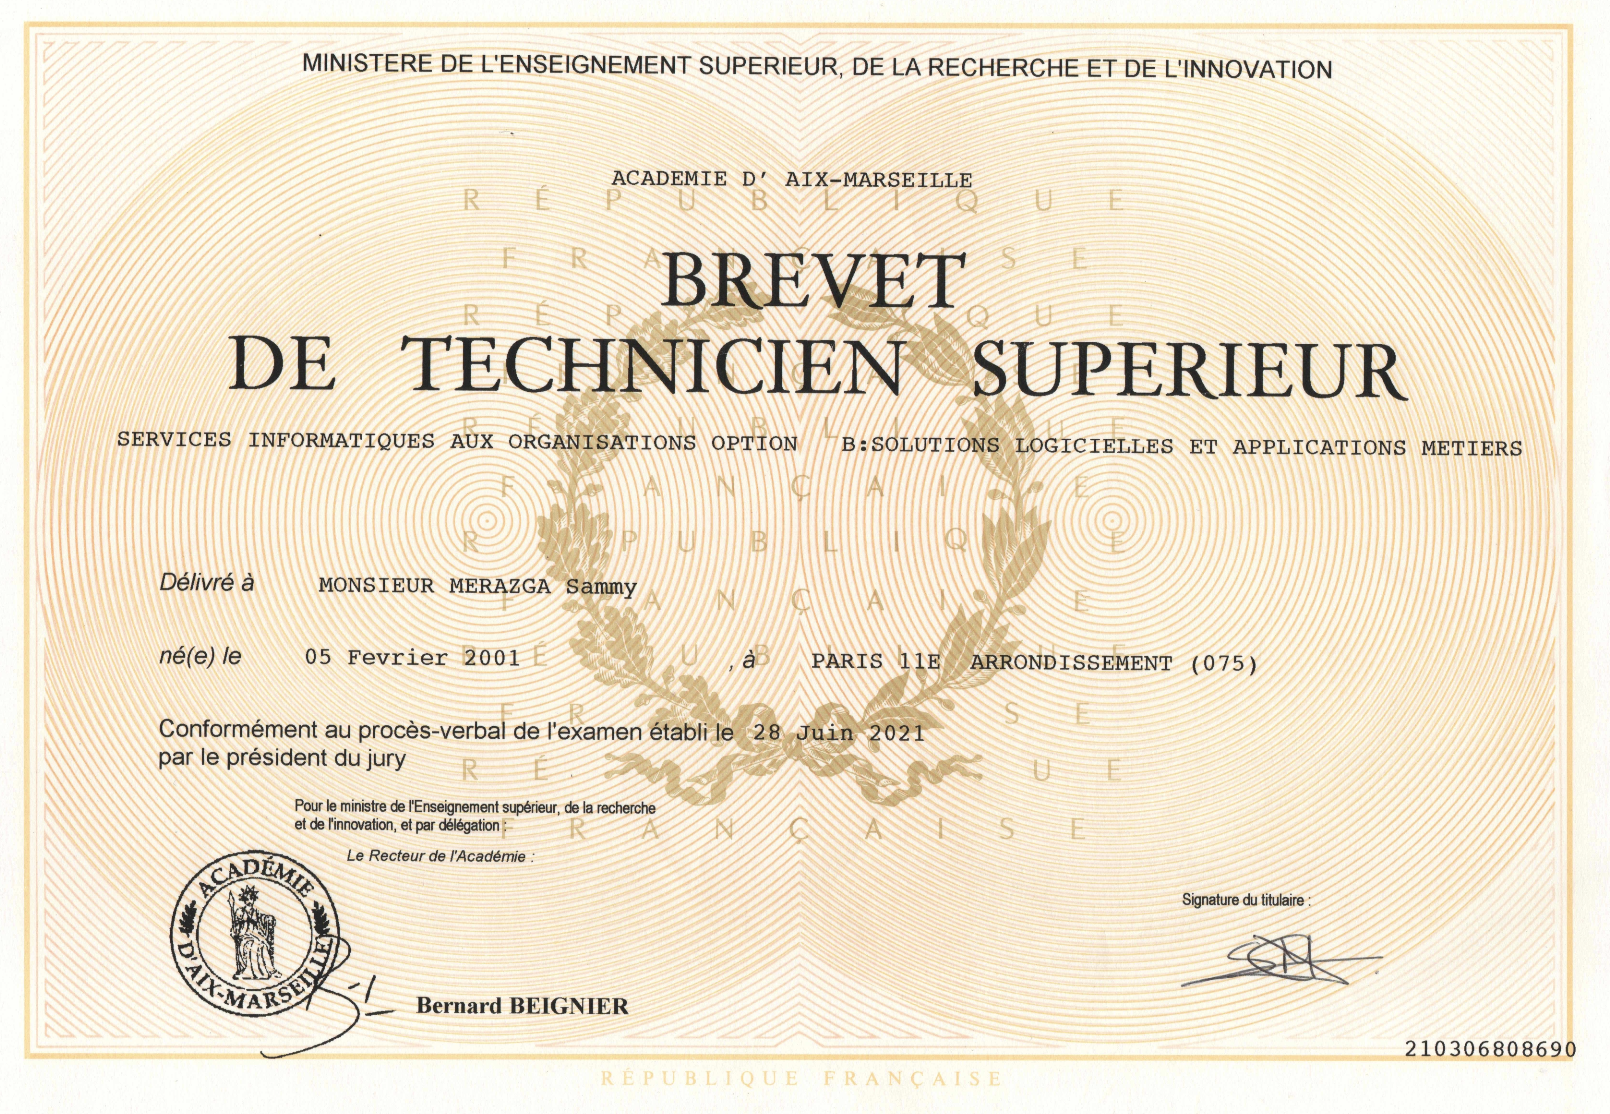 MINISTERE DE L'ENSEIGNEMENT SUPERIEUR, DE LA RECHERCHE ET DE L'INNOVATION
ACADEMIE D' AIX-MARSEILLE
RÉPUBLIQUE
FRANÇAISE
BREVET
DE TECHNICIEN SUPERIEUR
SERVICES INFORMATIQUES AUX ORGANISATIONS OPTION B:SOLUTIONS LOGICIELLES ET APPLICATIONS METIERS
Délivré à MONSIEUR MERAZGA Sammy
né(e) le 05 Fevrier 2001 , à PARIS 11E ARRONDISSEMENT (075)
Conformément au procès-verbal de l'examen établi le 28 Juin 2021
par le président du jury
Pour le ministre de l'Enseignement supérieur, de la recherche
et de l'innovation, et par délégation :
Le Recteur de l'Académie :
ACADÉMIE
D'AIX-MARSEILLE
Signature du titulaire :
Bernard BEIGNIER
210306808690
RÉPUBLIQUE FRANÇAISE